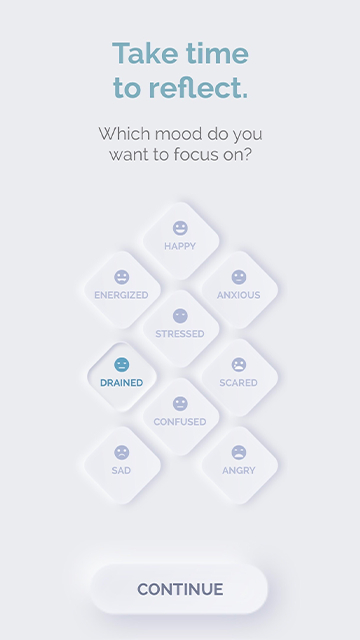 Take time
to reflect.
Which mood do you
want to focus on?
HAPPY
ENERGIZED
ANXIOUS
STRESSED
DRAINED
SCARED
CONFUSED
SAD
ANGRY
CONTINUE